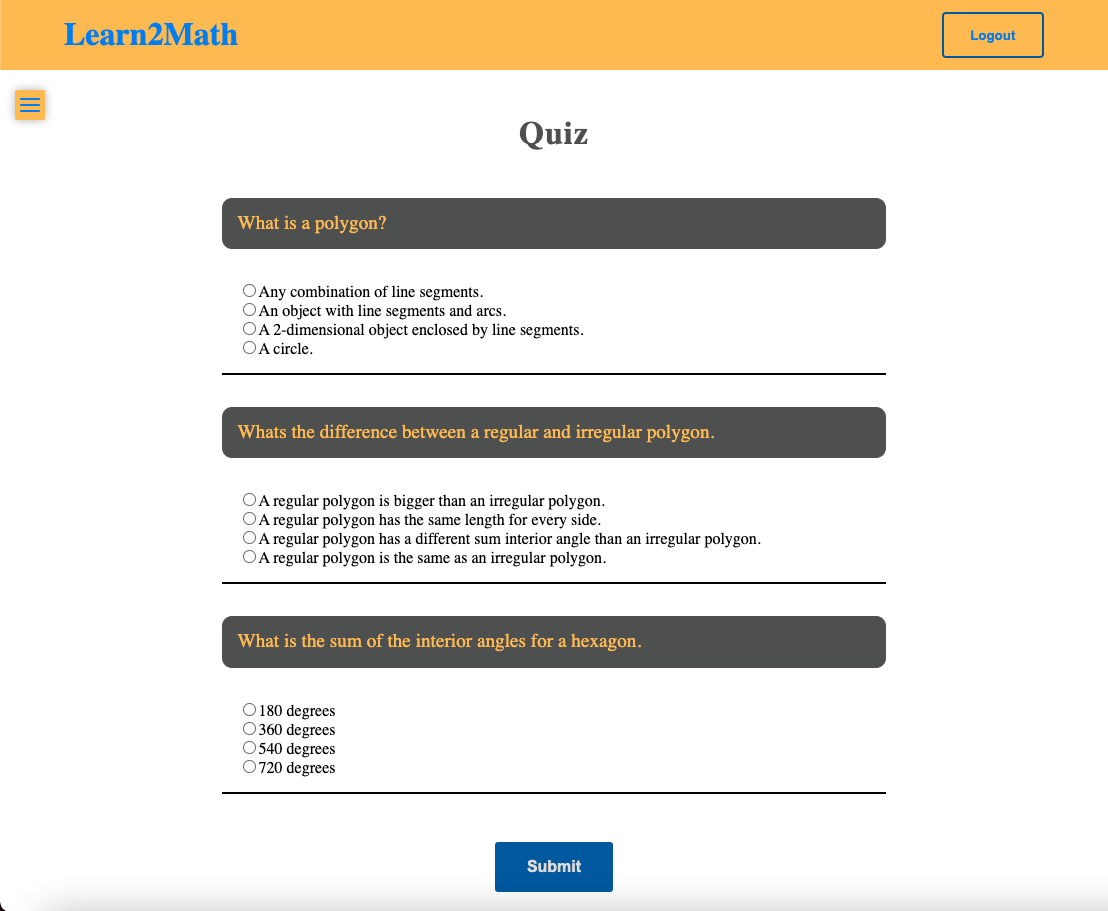 Learn2Math
Logout
Quiz
What is a polygon?
Any combination of line segments.
An object with line segments and arcs.
A 2-dimensional object enclosed by line segments.
A circle.
Whats the difference between a regular and irregular polygon.
A regular polygon is bigger than an irregular polygon.
A regular polygon has the same length for every side.
A regular polygon has a different sum interior angle than an irregular polygon.
A regular polygon is the same as an irregular polygon.
What is the sum of the interior angles for a hexagon.
180 degrees
360 degrees
540 degrees
720 degrees
Submit